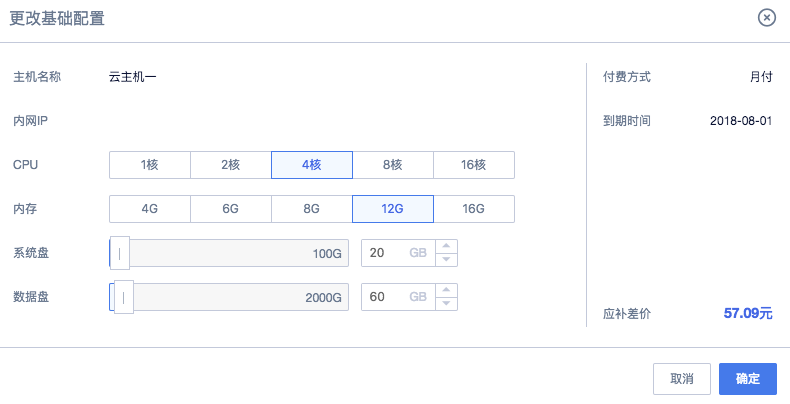 更改基础配置
主机名称 云主机一 付费方式 月付
内网IP 到期时间 2018-08-01
CPU 1核 2核 4核 8核 16核
内存 4G 6G 8G 12G 16G
系统盘 100G 20 GB
数据盘 2000G 60 GB
应补差价 57.09元
取消 确定